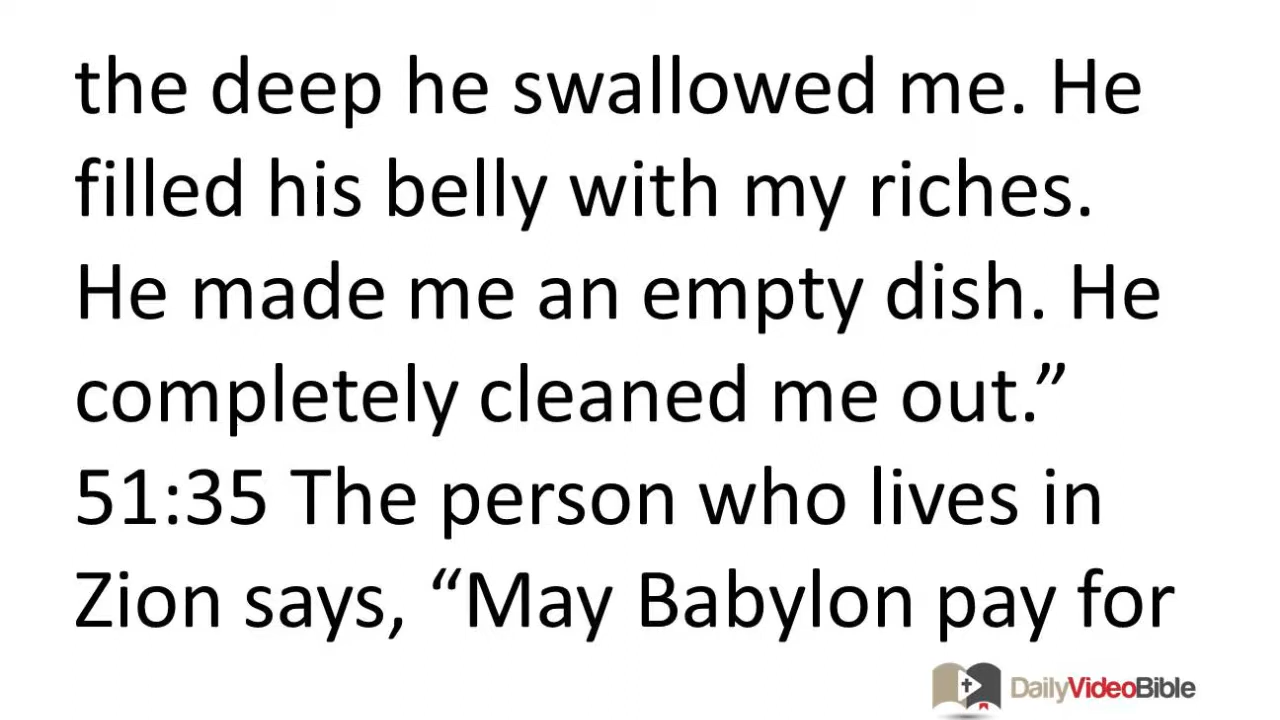 the deep he swallowed me. He
filled his belly with my riches.
He made me an empty dish. He
completely cleaned me out.”
51:35 The person who lives in
Zion says, “May Babylon pay for
DailyVideoBible